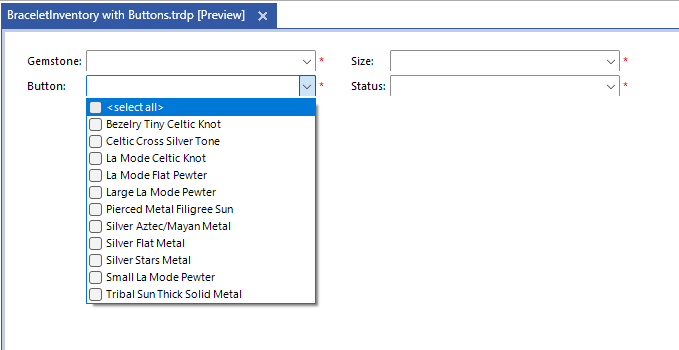 BraceletInventory with Buttons.trdp [Preview] ×
Gemstone: * Size: *
Button: * Status: *
<select all>
Bezelry Tiny Celtic Knot
Celtic Cross Silver Tone
La Mode Celtic Knot
La Mode Flat Pewter
Large La Mode Pewter
Pierced Metal Filigree Sun
Silver Aztec/Mayan Metal
Silver Flat Metal
Silver Stars Metal
Small La Mode Pewter
Tribal Sun Thick Solid Metal